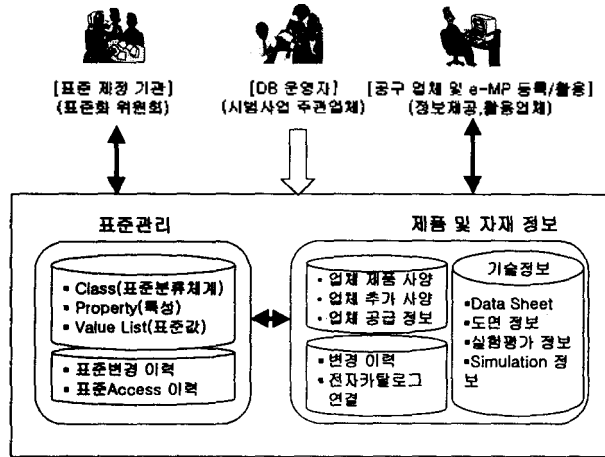 [표준 제정 기관]
(표준화 위원회)
[DB 운영자]
(시범사업 주관업체)
[공구 업체 및 e-MP 등록/활용]
(정보제공,활용업체)
표준관리
▪ Class(표준분류체계)
▪ Property(특성)
▪ Value List(표준값)
▪ 표준변경 이력
▪ 표준Access 이력
제품 및 자재 정보
▪ 업체 제품 사양
▪ 업체 추가 사양
▪ 업체 공급 정보
▪ 변경 이력
▪ 전자카탈로그
연결
기술정보
▪Data Sheet
▪도면 정보
▪실험평가 정보
▪Simulation 정
보